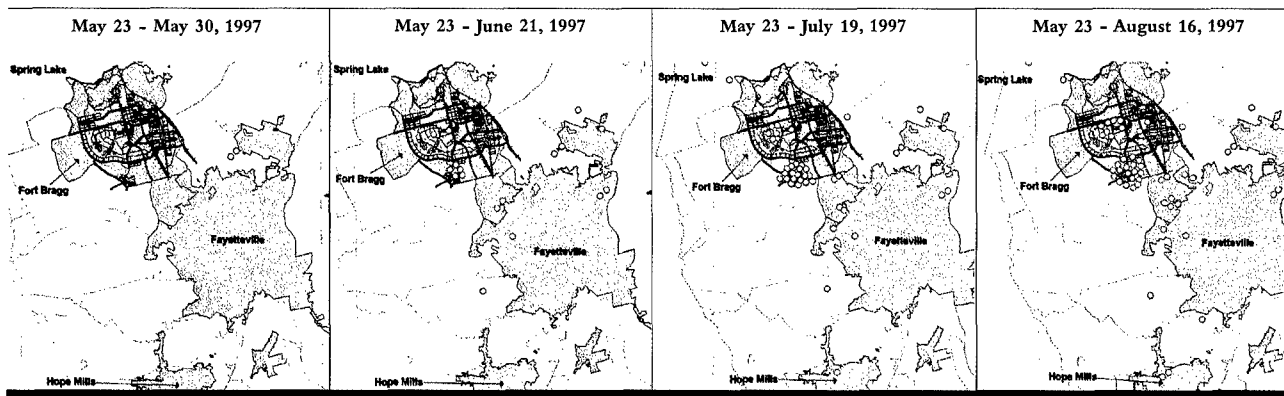 May 23 - May 30, 1997
Spring Lake
Fort Bragg
Fayetteville
Hope Mills
May 23 - June 21, 1997
Spring Lake
Fort Bragg
Fayetteville
Hope Mills
May 23 - July 19, 1997
Spring Lake
Fort Bragg
Fayetteville
Hope Mills
May 23 - August 16, 1997
Spring Lake
Fort Bragg
Fayetteville
Hope Mills